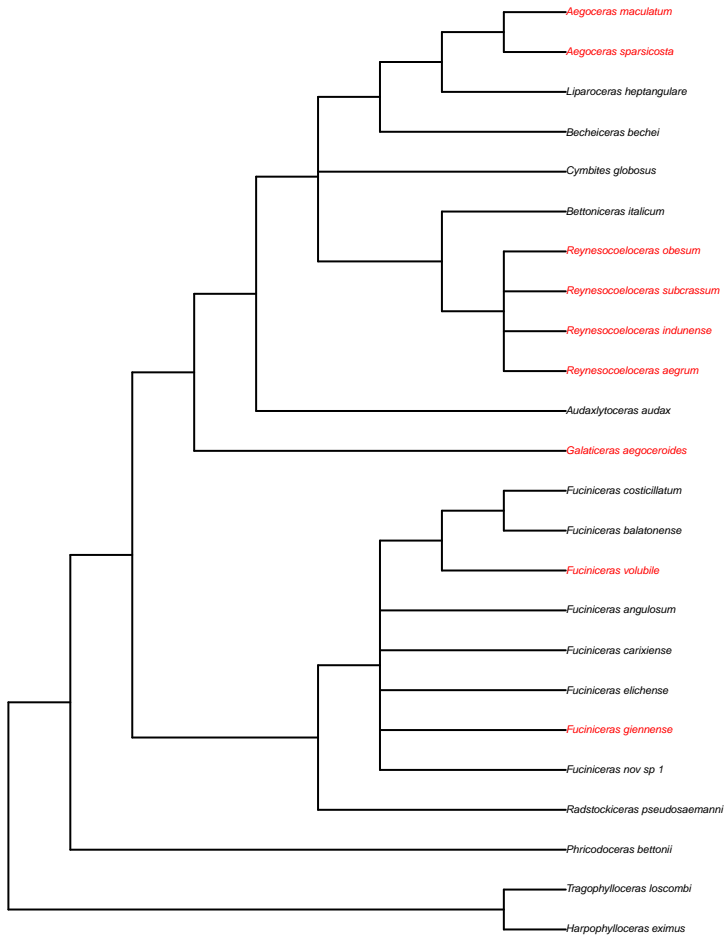 Aegoceras maculatum
Aegoceras sparsicosta
Liparoceras heptangulare
Becheiceras bechei
Cymbites globosus
Bettoniceras italicum
Reynesocoeloceras obesum
Reynesocoeloceras subcrassum
Reynesocoeloceras indunense
Reynesocoeloceras aegrum
Audaxlytoceras audax
Galaticeras aegoceroides
Fuciniceras costicillatum
Fuciniceras balatonense
Fuciniceras volubile
Fuciniceras angulosum
Fuciniceras carixiense
Fuciniceras elichense
Fuciniceras giennense
Fuciniceras nov sp 1
Radstockiceras pseudosaemanni
Phricodoceras bettonii
Tragophylloceras loscombi
Harpophylloceras eximus